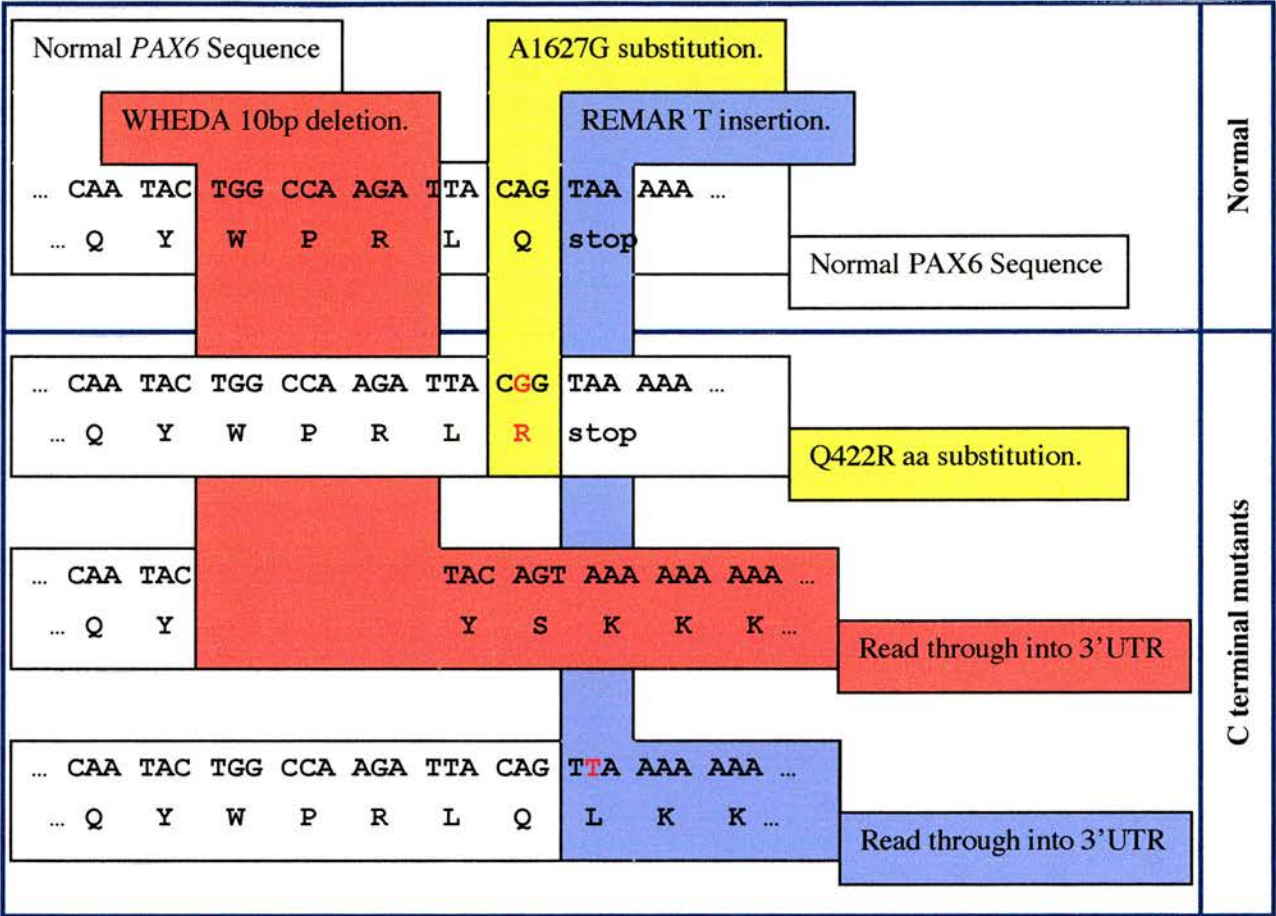 Normal PAX6 Sequence
A1627G substitution.
WHEDA 10bp deletion.
REMAR T insertion.
... CAA TAC TGG CCA AGA TTA CAG TAA AAA ...
... Q Y W P R L Q stop
Normal PAX6 Sequence
Normal
... CAA TAC TGG CCA AGA TTA CGG TAA AAA ...
... Q Y W P R L R stop
Q422R aa substitution.
... CAA TAC TAC AGT AAA AAA AAA ...
... Q Y Y S K K K ...
Read through into 3'UTR
... CAA TAC TGG CCA AGA TTA CAG TTA AAA AAA ...
... Q Y W P R L Q L K K ...
Read through into 3'UTR
C terminal mutants